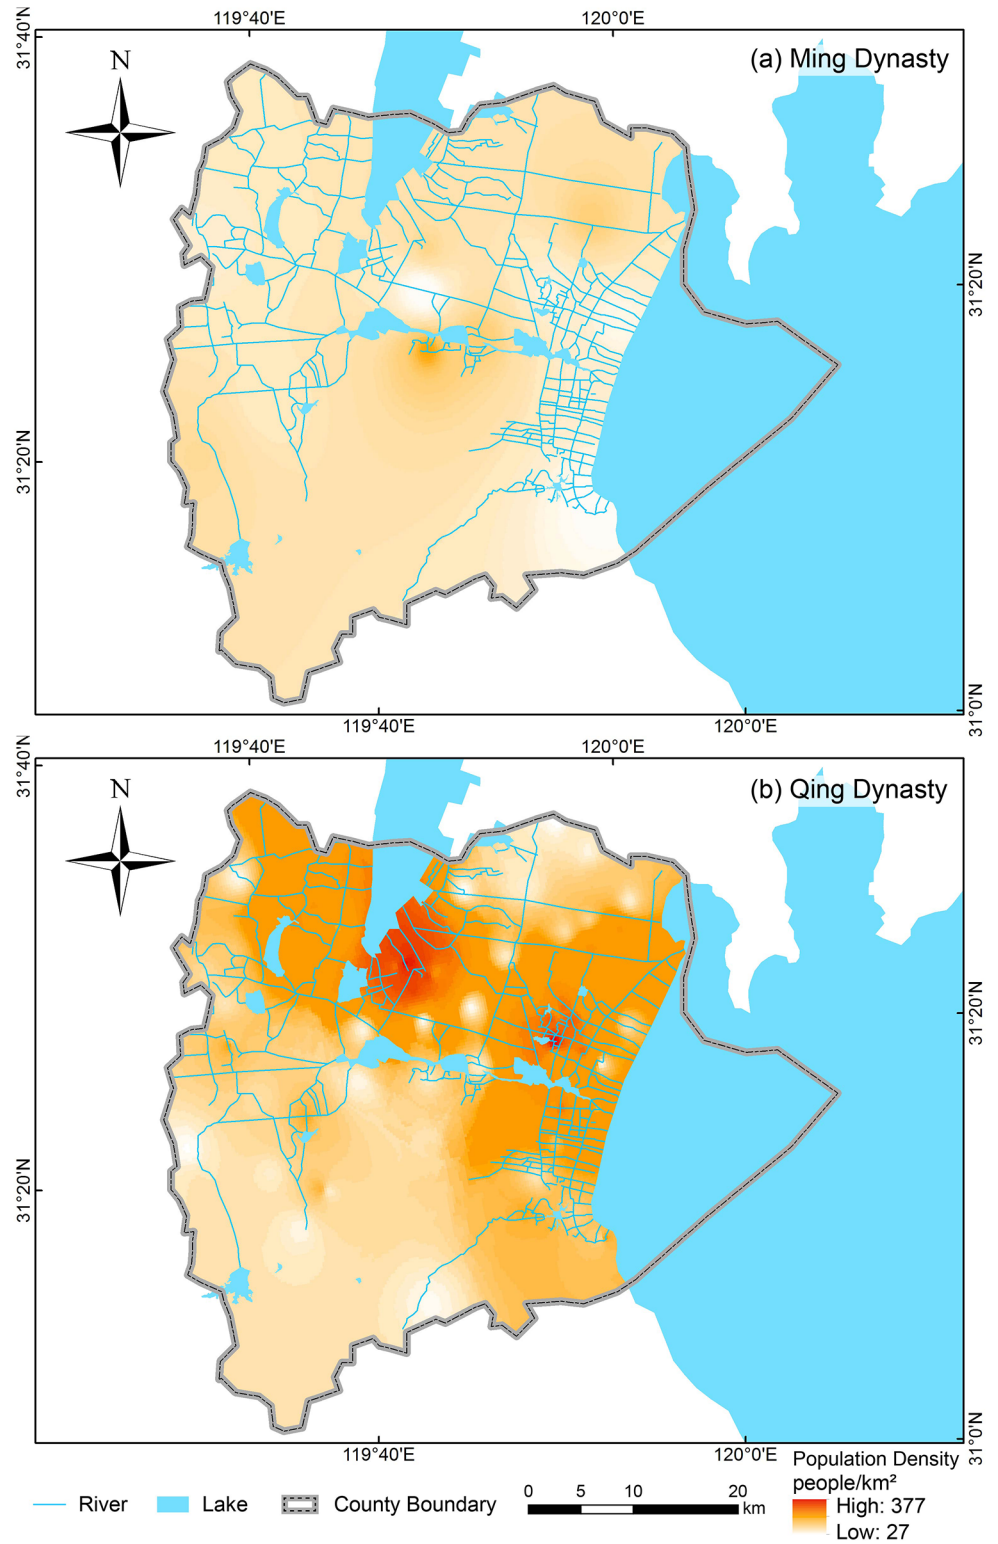 119°40'E 120°0'E
31°40'N
(a) Ming Dynasty
N
31°20'N
31°20'N
31°0'N
119°40'E 120°0'E
119°40'E 120°0'E
31°40'N
(b) Qing Dynasty
N
31°20'N
31°20'N
31°0'N
119°40'E 120°0'E
Population Density
people/km²
River Lake County Boundary
0 5 10 20
km
High: 377
Low: 27